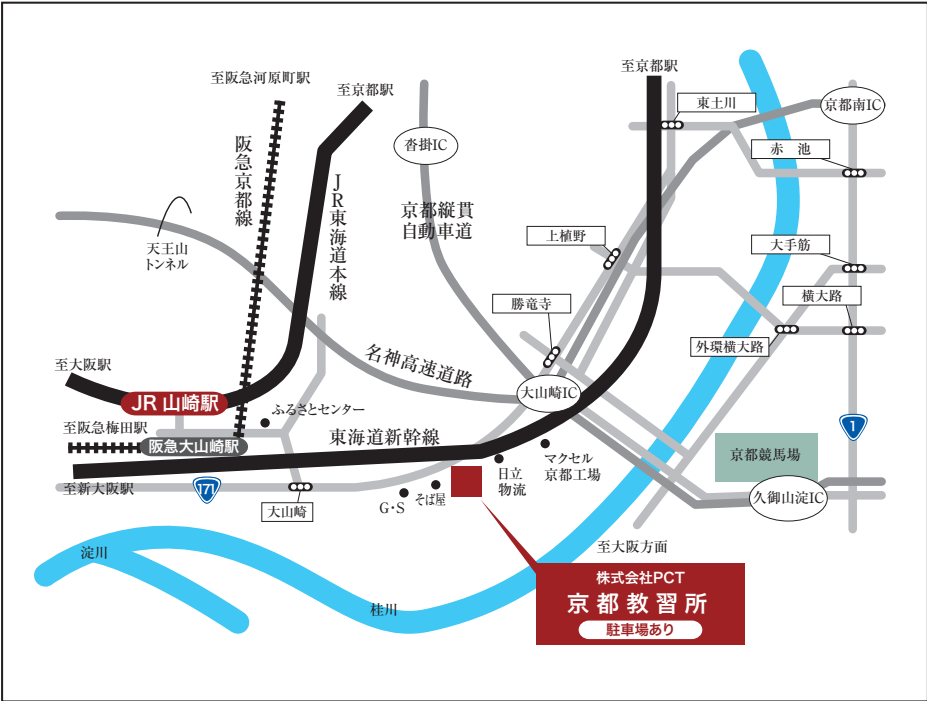 至阪急河原町駅
至京都駅
至京都駅
東土川
京都南IC
沓掛IC
赤　池
阪急京都線
JR東海道本線
京都縦貫
自動車道
天王山
トンネル
上植野
大手筋
勝竜寺
横大路
外環横大路
名神高速道路
至大阪駅
大山崎IC
JR 山崎駅
ふるさとセンター
至阪急梅田駅
阪急大山崎駅
東海道新幹線
1
京都競馬場
マクセル
京都工場
日立
物流
至新大阪駅
171
大山崎
G・S
そば屋
久御山淀IC
至大阪方面
淀川
桂川
株式会社PCT
京都教習所
駐車場あり